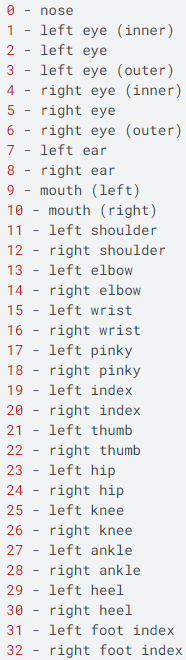 0 - nose
1 - left eye (inner)
2 - left eye
3 - left eye (outer)
4 - right eye (inner)
5 - right eye
6 - right eye (outer)
7 - left ear
8 - right ear
9 - mouth (left)
10 - mouth (right)
11 - left shoulder
12 - right shoulder
13 - left elbow
14 - right elbow
15 - left wrist
16 - right wrist
17 - left pinky
18 - right pinky
19 - left index
20 - right index
21 - left thumb
22 - right thumb
23 - left hip
24 - right hip
25 - left knee
26 - right knee
27 - left ankle
28 - right ankle
29 - left heel
30 - right heel
31 - left foot index
32 - right foot index